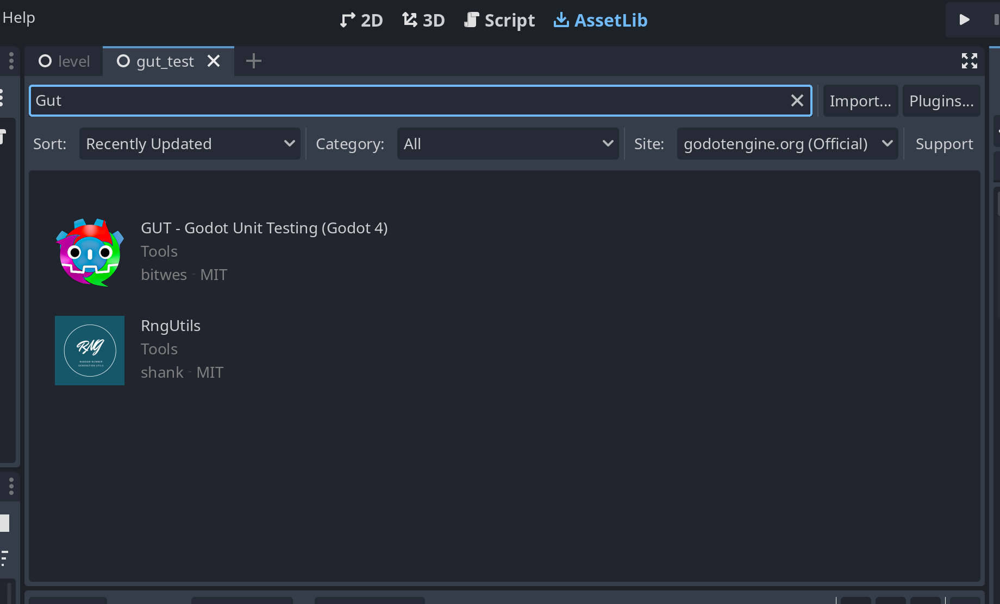 Help
2D
3D
Script
AssetLib
level
gut_test
Gut
Import...
Plugins...
Sort:
Recently Updated
Category:
All
Site:
godotengine.org (Official)
Support
GUT - Godot Unit Testing (Godot 4)
Tools
bitwes - MIT
RNG
RANDOM NUMBER
GENERATION UTILS
RngUtils
Tools
shank - MIT